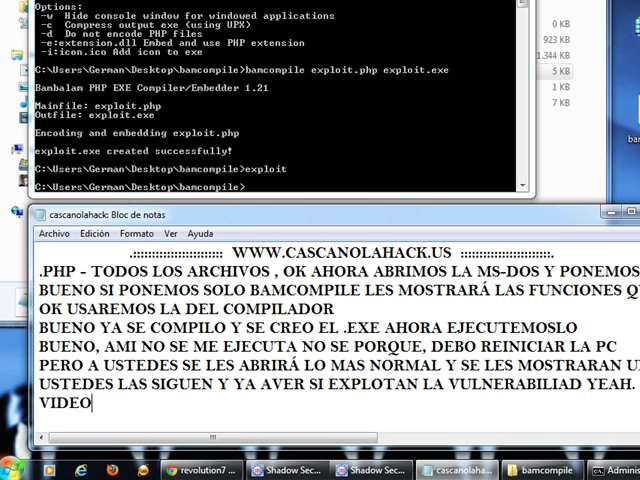 Options:
-w Hide console window for windowed applications
-c Compress output exe (using UPX)
-d Do not encode PHP files
-e:extension.dll Embed and use PHP extension
-i:icon.ico Add icon to exe
C:\Users\German\Desktop\bamcompile>bamcompile exploit.php exploit.exe
Bambalam PHP EXE Compiler/Embedder 1.21
Mainfile: exploit.php
Outfile: exploit.exe
Encoding and embedding exploit.php
exploit.exe created successfully!
C:\Users\German\Desktop\bamcompile>exploit
C:\Users\German\Desktop\bamcompile>
0 KB
923 KB
1.344 KB
5 KB
1 KB
7 KB
bam
cascanolahack: Bloc de notas
Archivo Edición Formato Ver Ayuda
.:::::::::::::::::::::::. WWW.CASCANOLAHACK.US :::::::::::::::::::::::.
.PHP - TODOS LOS ARCHIVOS , OK AHORA ABRIMOS LA MS-DOS Y PONEMOS
BUENO SI PONEMOS SOLO BAMCOMPILE LES MOSTRARÁ LAS FUNCIONES
OK USAREMOS LA DEL COMPILADOR
BUENO YA SE COMPILO Y SE CREO EL .EXE AHORA EJECUTEMOSLO
BUENO, AMI NO SE ME EJECUTA NO SE PORQUE, DEBO REINICIAR LA PC
PERO A USTEDES SE LES ABRIRÁ LO MAS NORMAL Y SE LES MOSTRARAN
USTEDES LAS SIGUEN Y YA AVER SI EXPLOTAN LA VULNERABILIAD YEAH.
VIDEO
revolution7 ... Shadow Sec... Shadow Sec... cascanolaha... bamcompile Adminis